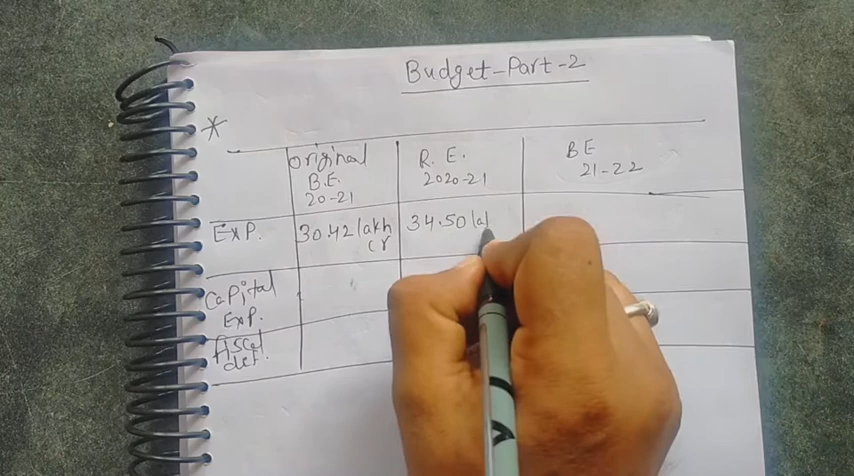 Budget-Part-2
*
Original
B.E.
20-21
R. E.
2020-21
BE
21-22
Exp.
30.42 lakh
cr
34.50 la
Capital
Exp.
fiscal
def.